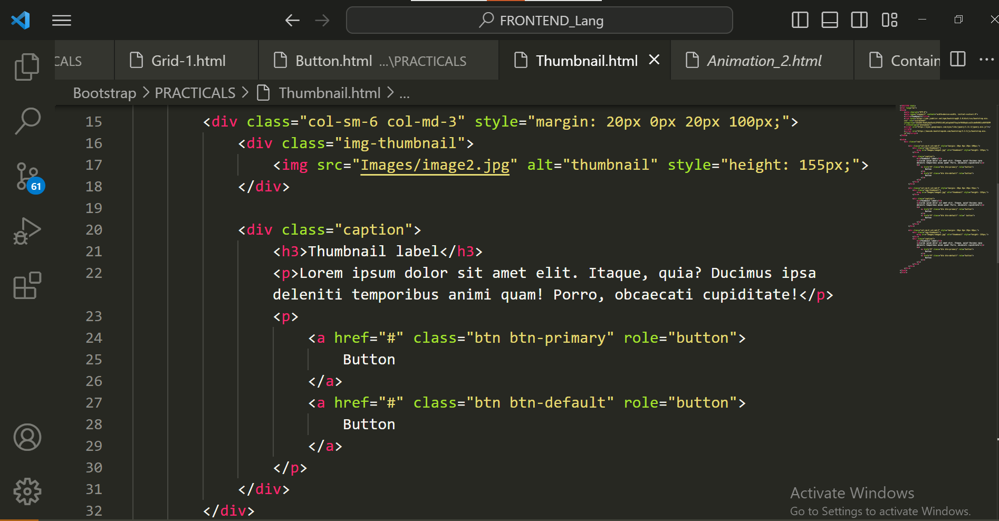 FRONTEND_Lang
CALS
Grid-1.html
Button.html ...\PRACTICALS
Thumbnail.html
Animation_2.html
Contain
Bootstrap > PRACTICALS > Thumbnail.html > ...
15 <div class="col-sm-6 col-md-3" style="margin: 20px 0px 20px 100px;">
16 <div class="img-thumbnail">
17 <img src="Images/image2.jpg" alt="thumbnail" style="height: 155px;">
18 </div>
19
20 <div class="caption">
21 <h3>Thumbnail label</h3>
22 <p>Lorem ipsum dolor sit amet elit. Itaque, quia? Ducimus ipsa
deleniti temporibus animi quam! Porro, obcaecati cupiditate!</p>
23 <p>
24 <a href="#" class="btn btn-primary" role="button">
25 Button
26 </a>
27 <a href="#" class="btn btn-default" role="button">
28 Button
29 </a>
30 </p>
31 </div>
32 </div>
61
Activate Windows
Go to Settings to activate Windows.